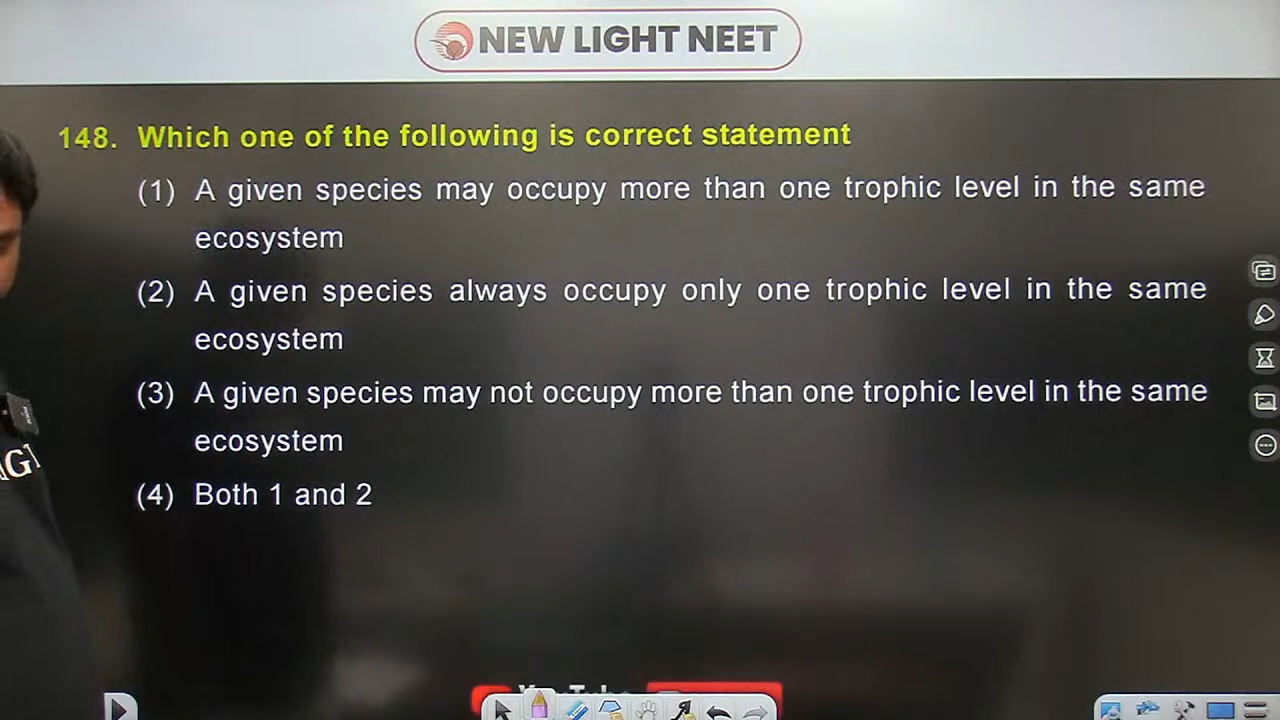 NEW LIGHT NEET
148. Which one of the following is correct statement
(1) A given species may occupy more than one trophic level in the same
ecosystem
(2) A given species always occupy only one trophic level in the same
ecosystem
(3) A given species may not occupy more than one trophic level in the same
ecosystem
(4) Both 1 and 2